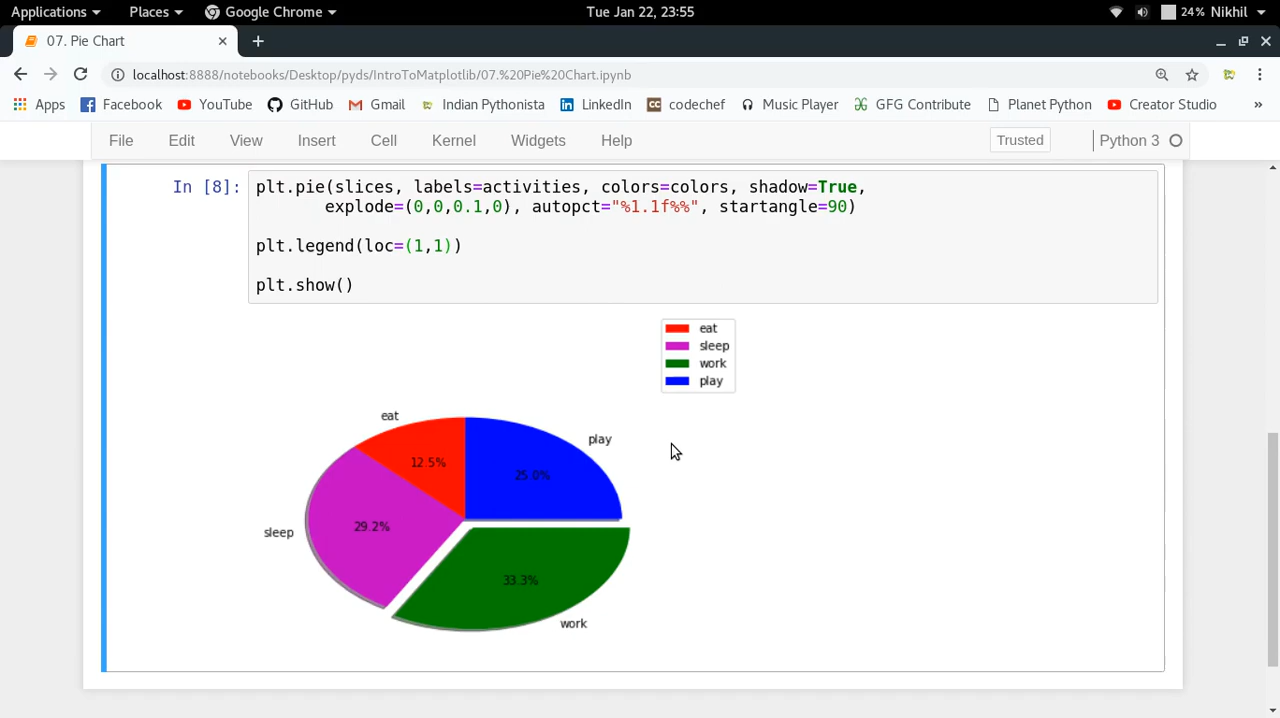 Applications Places Google Chrome Tue Jan 22, 23:55 24% Nikhil
07. Pie Chart
localhost:8888/notebooks/Desktop/pyds/IntroToMatplotlib/07.%20Pie%20Chart.ipynb
Apps Facebook YouTube GitHub Gmail Indian Pythonista LinkedIn codechef Music Player GFG Contribute Planet Python Creator Studio »
File Edit View Insert Cell Kernel Widgets Help Trusted Python 3
In [8]: plt.pie(slices, labels=activities, colors=colors, shadow=True,
explode=(0,0,0.1,0), autopct="%1.1f%%", startangle=90)
plt.legend(loc=(1,1))
plt.show()
eat
sleep
work
play
eat
play
12.5%
25.0%
29.2%
sleep
33.3%
work